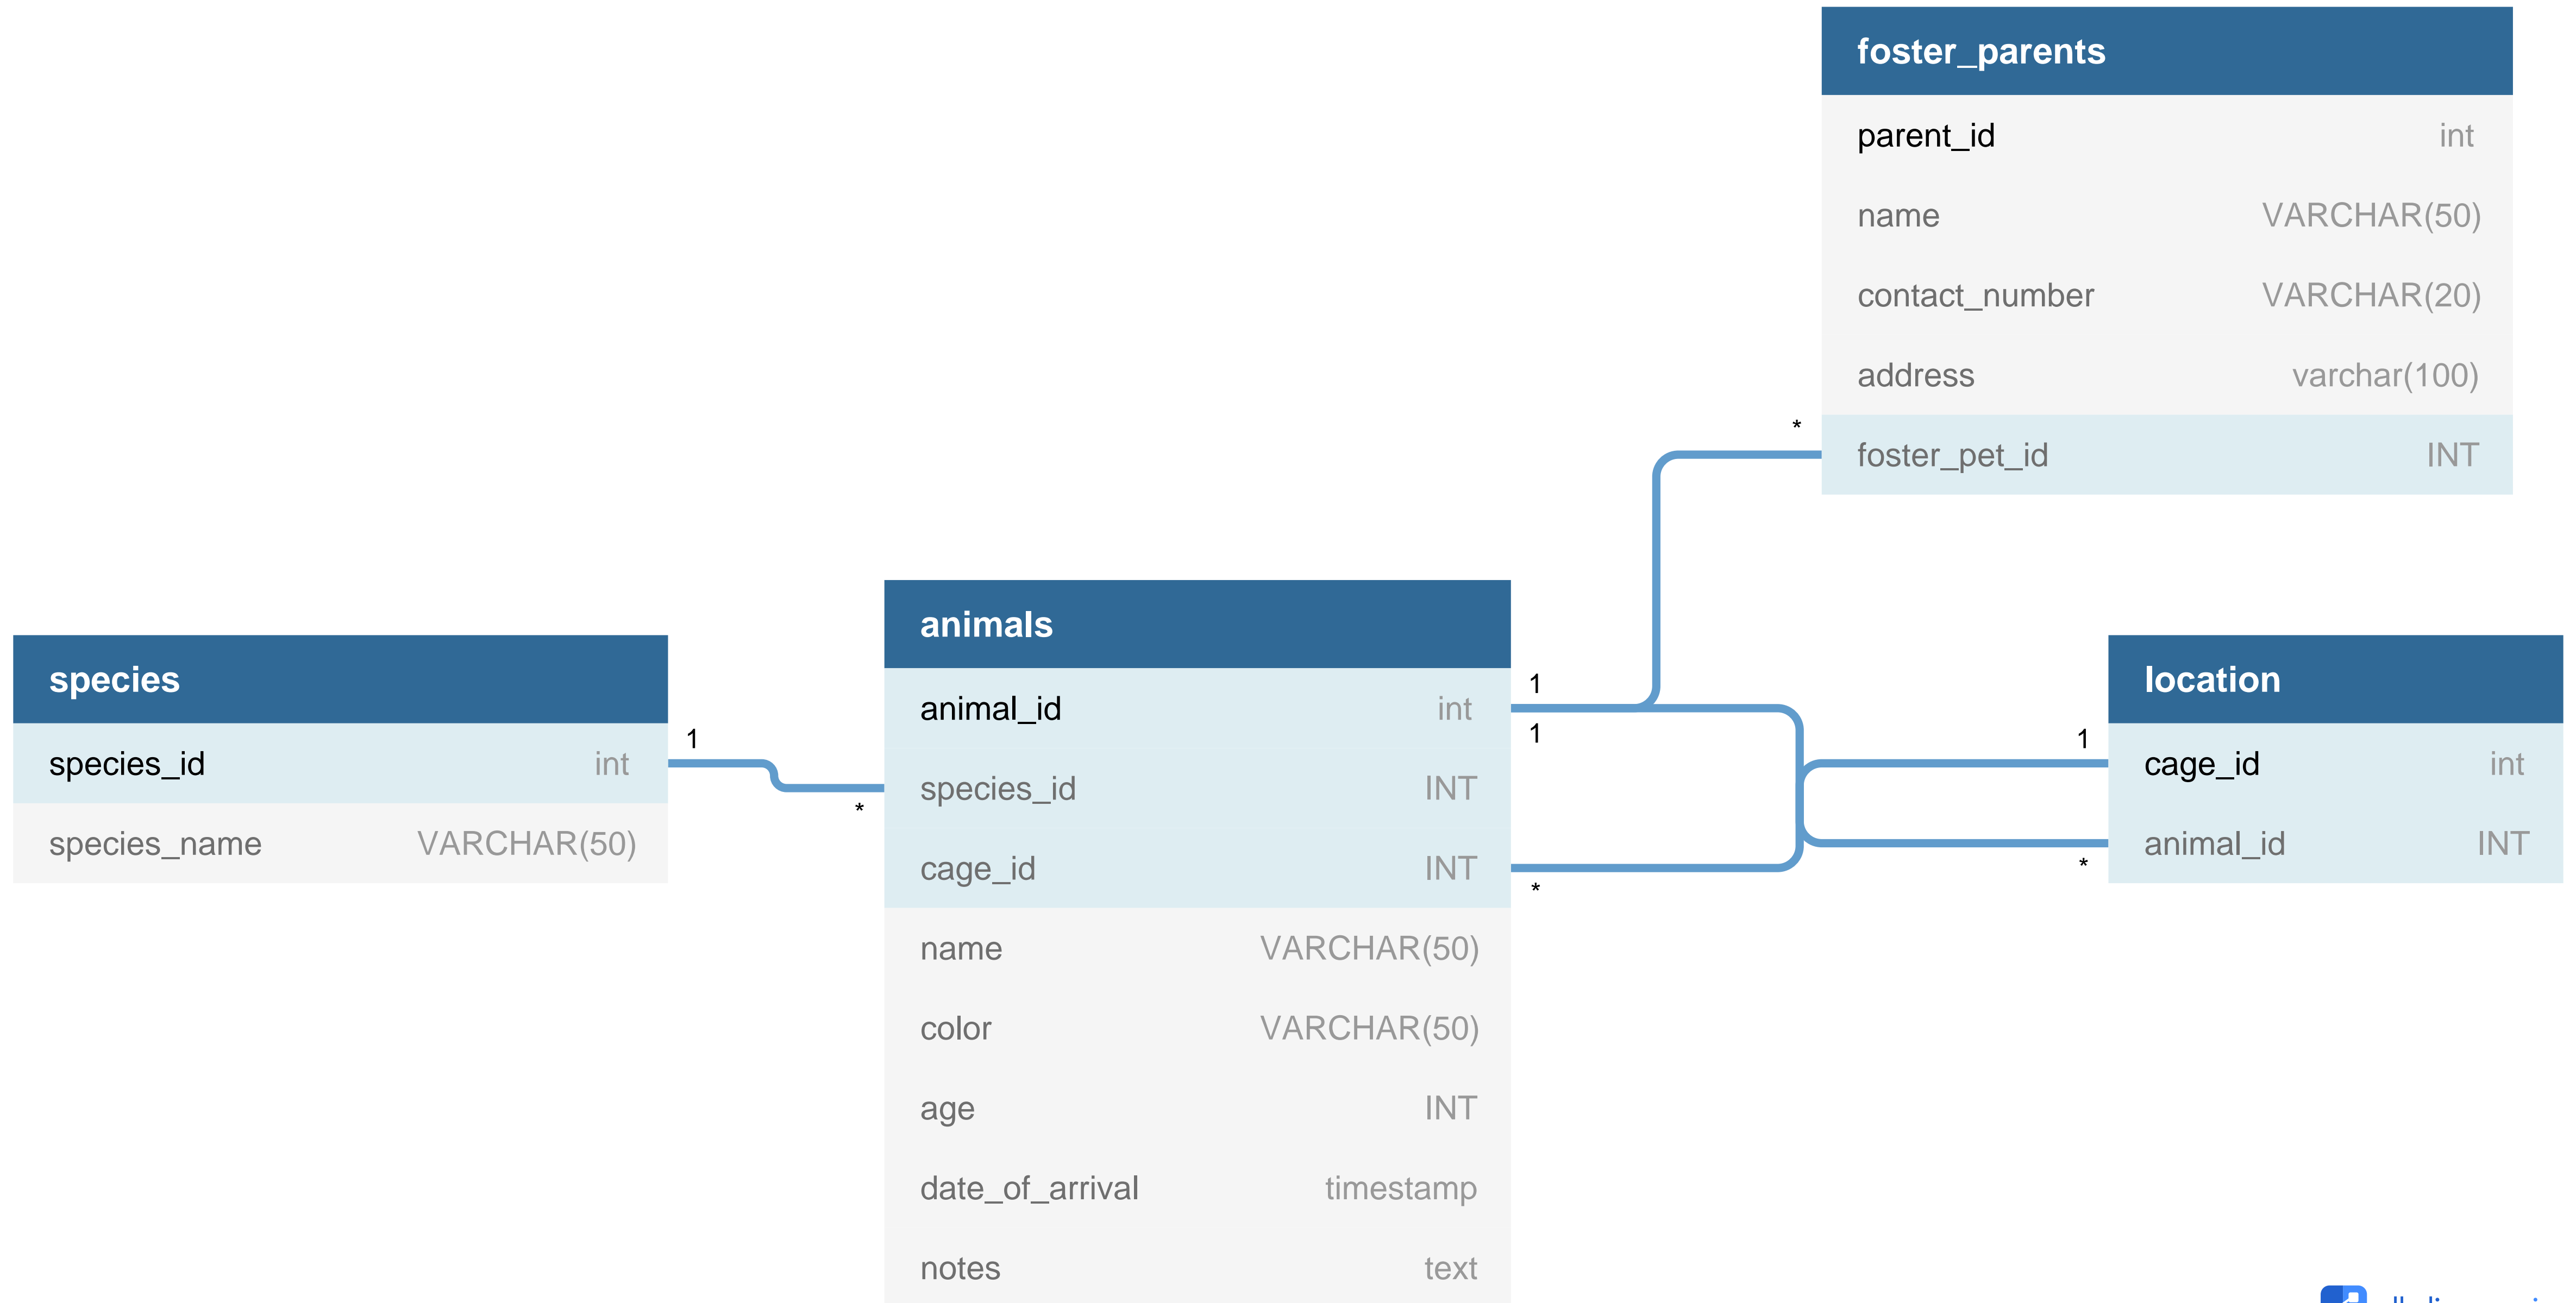 foster_parents
parent_id int
name VARCHAR(50)
contact_number VARCHAR(20)
address varchar(100)
*
foster_pet_id INT
species
species_id int
species_name VARCHAR(50)
1
*
animals
animal_id int
species_id INT
cage_id INT
name VARCHAR(50)
color VARCHAR(50)
age INT
date_of_arrival timestamp
notes text
1
1
*
1
*
location
cage_id int
animal_id INT